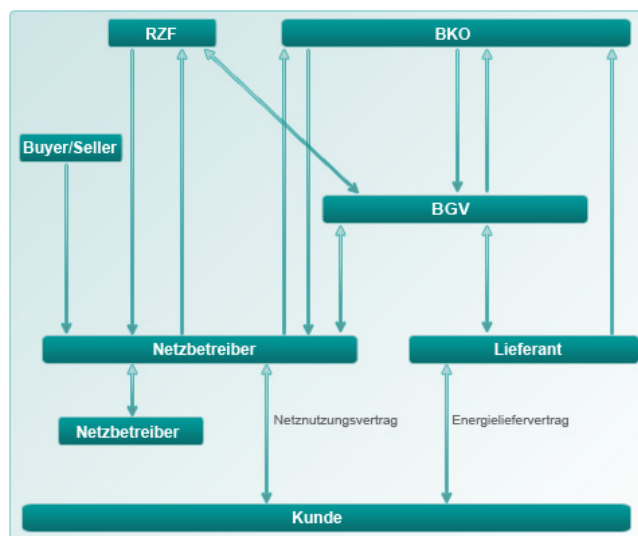 RZF
BKO
Buyer/Seller
BGV
Netzbetreiber
Lieferant
Netznutzungsvertrag
Energieliefervertrag
Netzbetreiber
Kunde